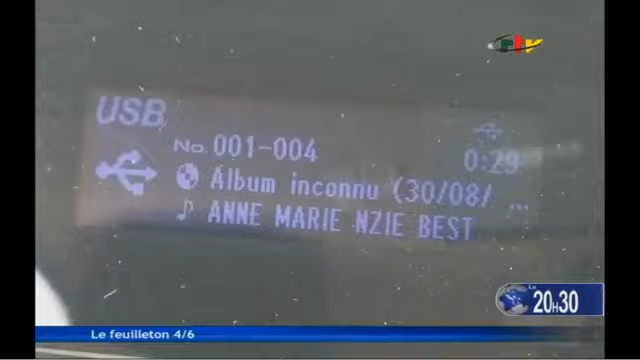 CRTV
USB
No. 001-004
0:29
Album inconnu (30/08/ ...
ANNE MARIE NZIE BEST
Le
20H30
Le feuilleton 4/6